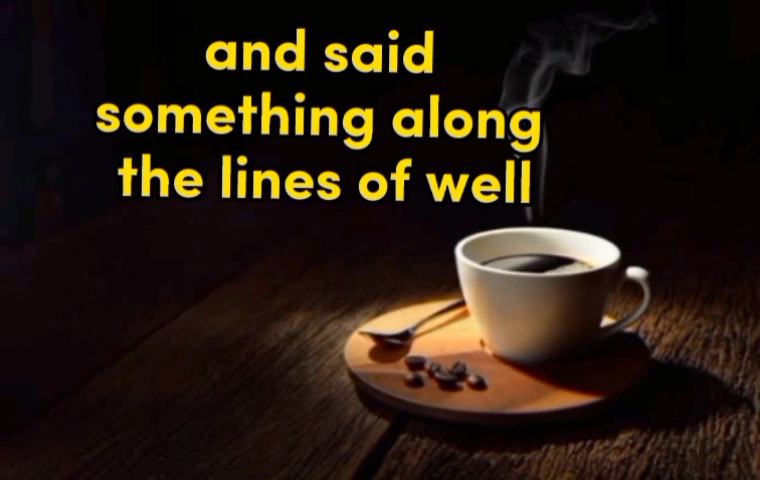 and said
something along
the lines of well